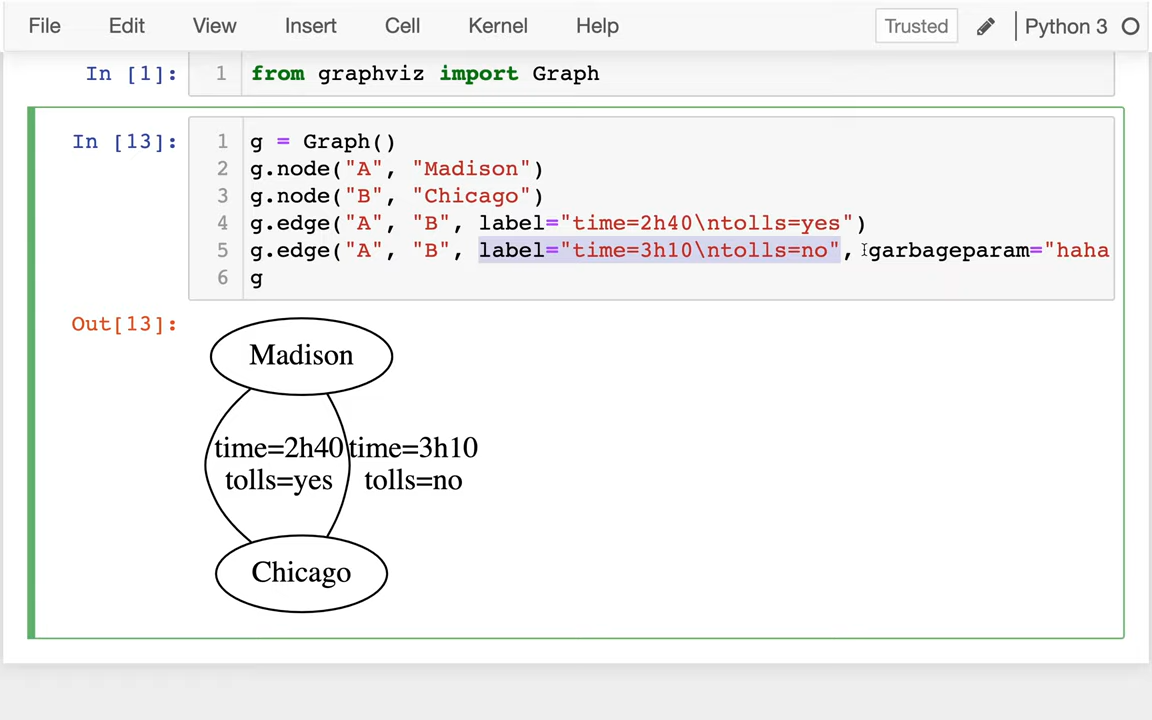 File Edit View Insert Cell Kernel Help Trusted Python 3
In [1]: 1 from graphviz import Graph
In [13]: 1 g = Graph()
2 g.node("A", "Madison")
3 g.node("B", "Chicago")
4 g.edge("A", "B", label="time=2h40\ntolls=yes")
5 g.edge("A", "B", label="time=3h10\ntolls=no", garbageparam="haha
6 g
Out[13]:
Madison
time=2h40 time=3h10
tolls=yes tolls=no
Chicago